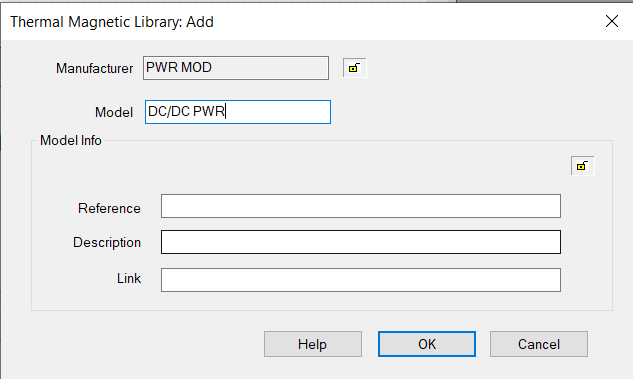 Thermal Magnetic Library: Add
Manufacturer PWR MOD
Model DC/DC PWR
Model Info
Reference
Description
Link
Help OK Cancel